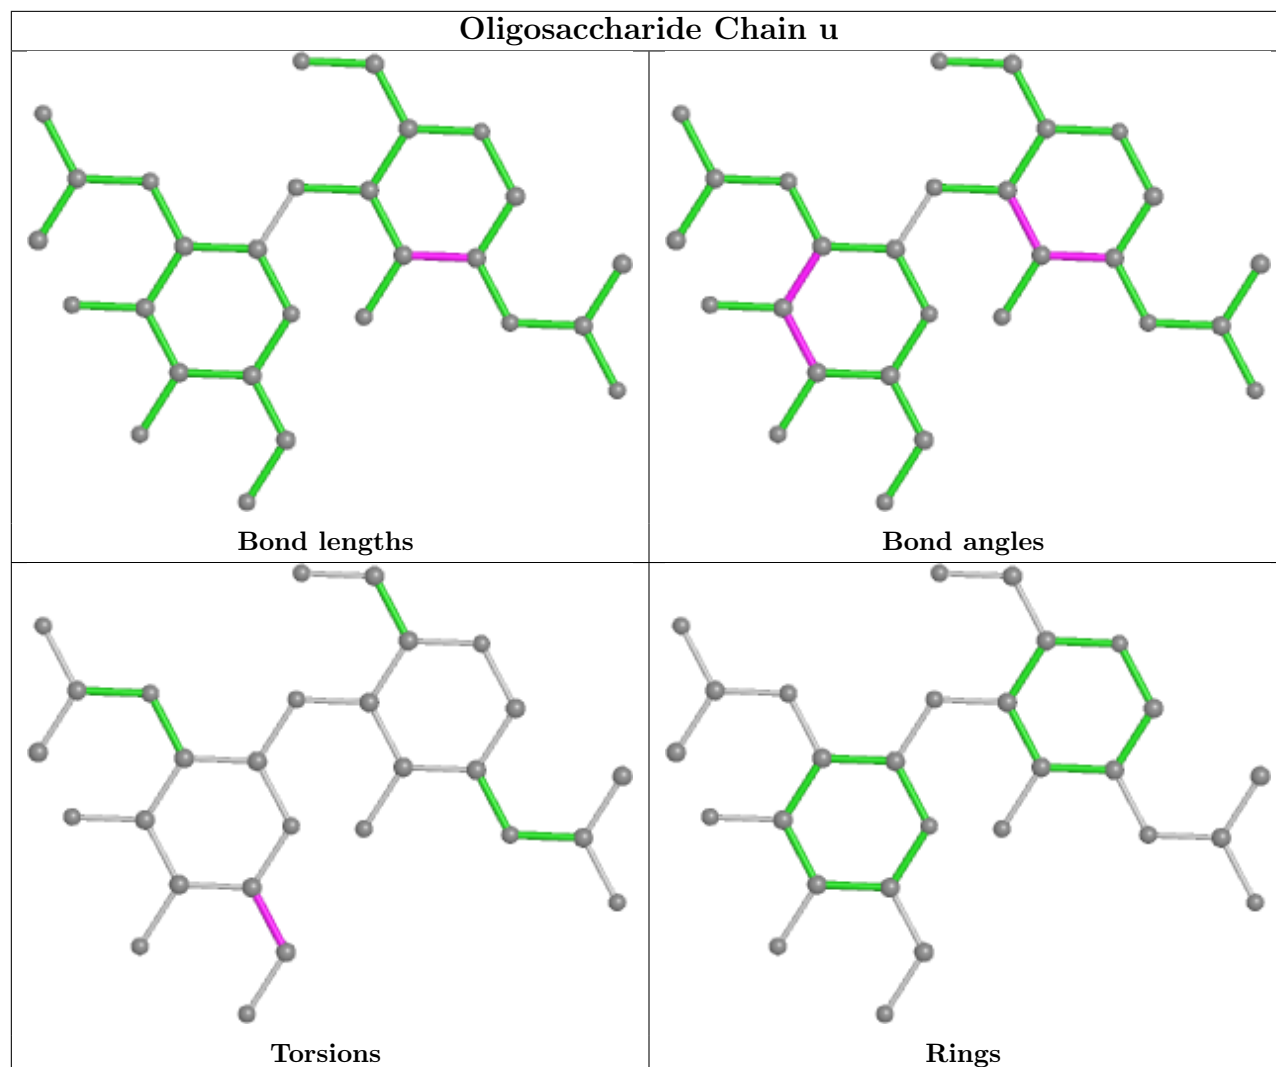 Oligosaccharide Chain u
Bond lengths
Bond angles
Torsions
Rings